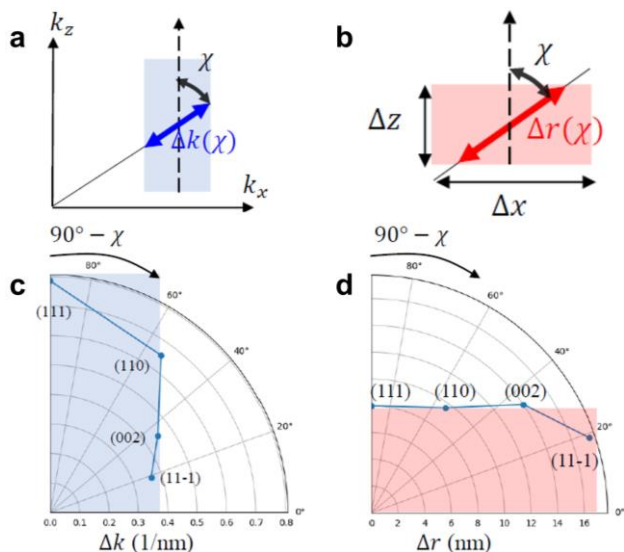 a
k_z
χ
Δk(χ)
k_x
b
χ
Δz
Δr(χ)
Δx
90° − χ
c
80°
60°
40°
20°
0°
(111)
(110)
(002)
(11-1)
0.0 0.1 0.2 0.3 0.4 0.5 0.6 0.7 0.8
Δk (1/nm)
90° − χ
d
80°
60°
40°
20°
0°
(111) (110) (002)
(11-1)
0 2 4 6 8 10 12 14 16
Δr (nm)